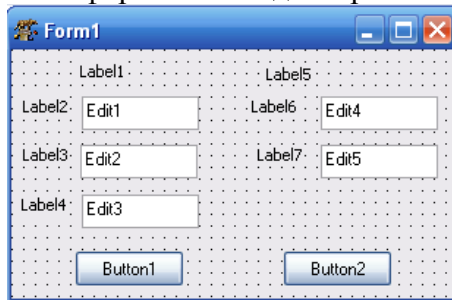 Form1
Label1 Label5
Label2 Edit1 Label6 Edit4
Label3 Edit2 Label7 Edit5
Label4 Edit3
Button1 Button2